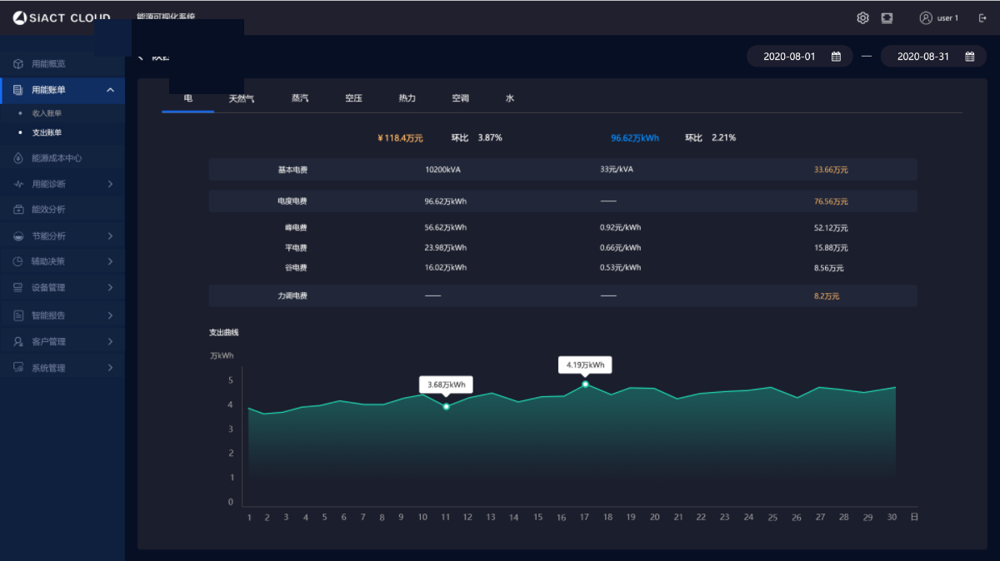 SiACT CLOUD
能源可视化系统
user 1
2020-08-01 — 2020-08-31
用能概览
用能账单
收入账单
支出账单
能源成本中心
用能诊断
能效分析
节能分析
辅助决策
设备管理
智能报告
客户管理
系统管理
电 天然气 蒸汽 空压 热力 空调 水
¥118.4万元 环比 3.87% 96.62万kWh 环比 2.21%
基本电费 10200kVA 33元/kVA 33.66万元
电度电费 96.62万kWh —— 76.56万元
峰电费 56.62万kWh 0.92元/kWh 52.12万元
平电费 23.98万kWh 0.66元/kWh 15.88万元
谷电费 16.02万kWh 0.53元/kWh 8.56万元
力调电费 —— —— 8.2万元
支出曲线
万kWh
4.19万kWh
3.68万kWh
5
4
3
2
1
0
1 2 3 4 5 6 7 8 9 10 11 12 13 14 15 16 17 18 19 20 21 22 23 24 25 26 27 28 29 30 日